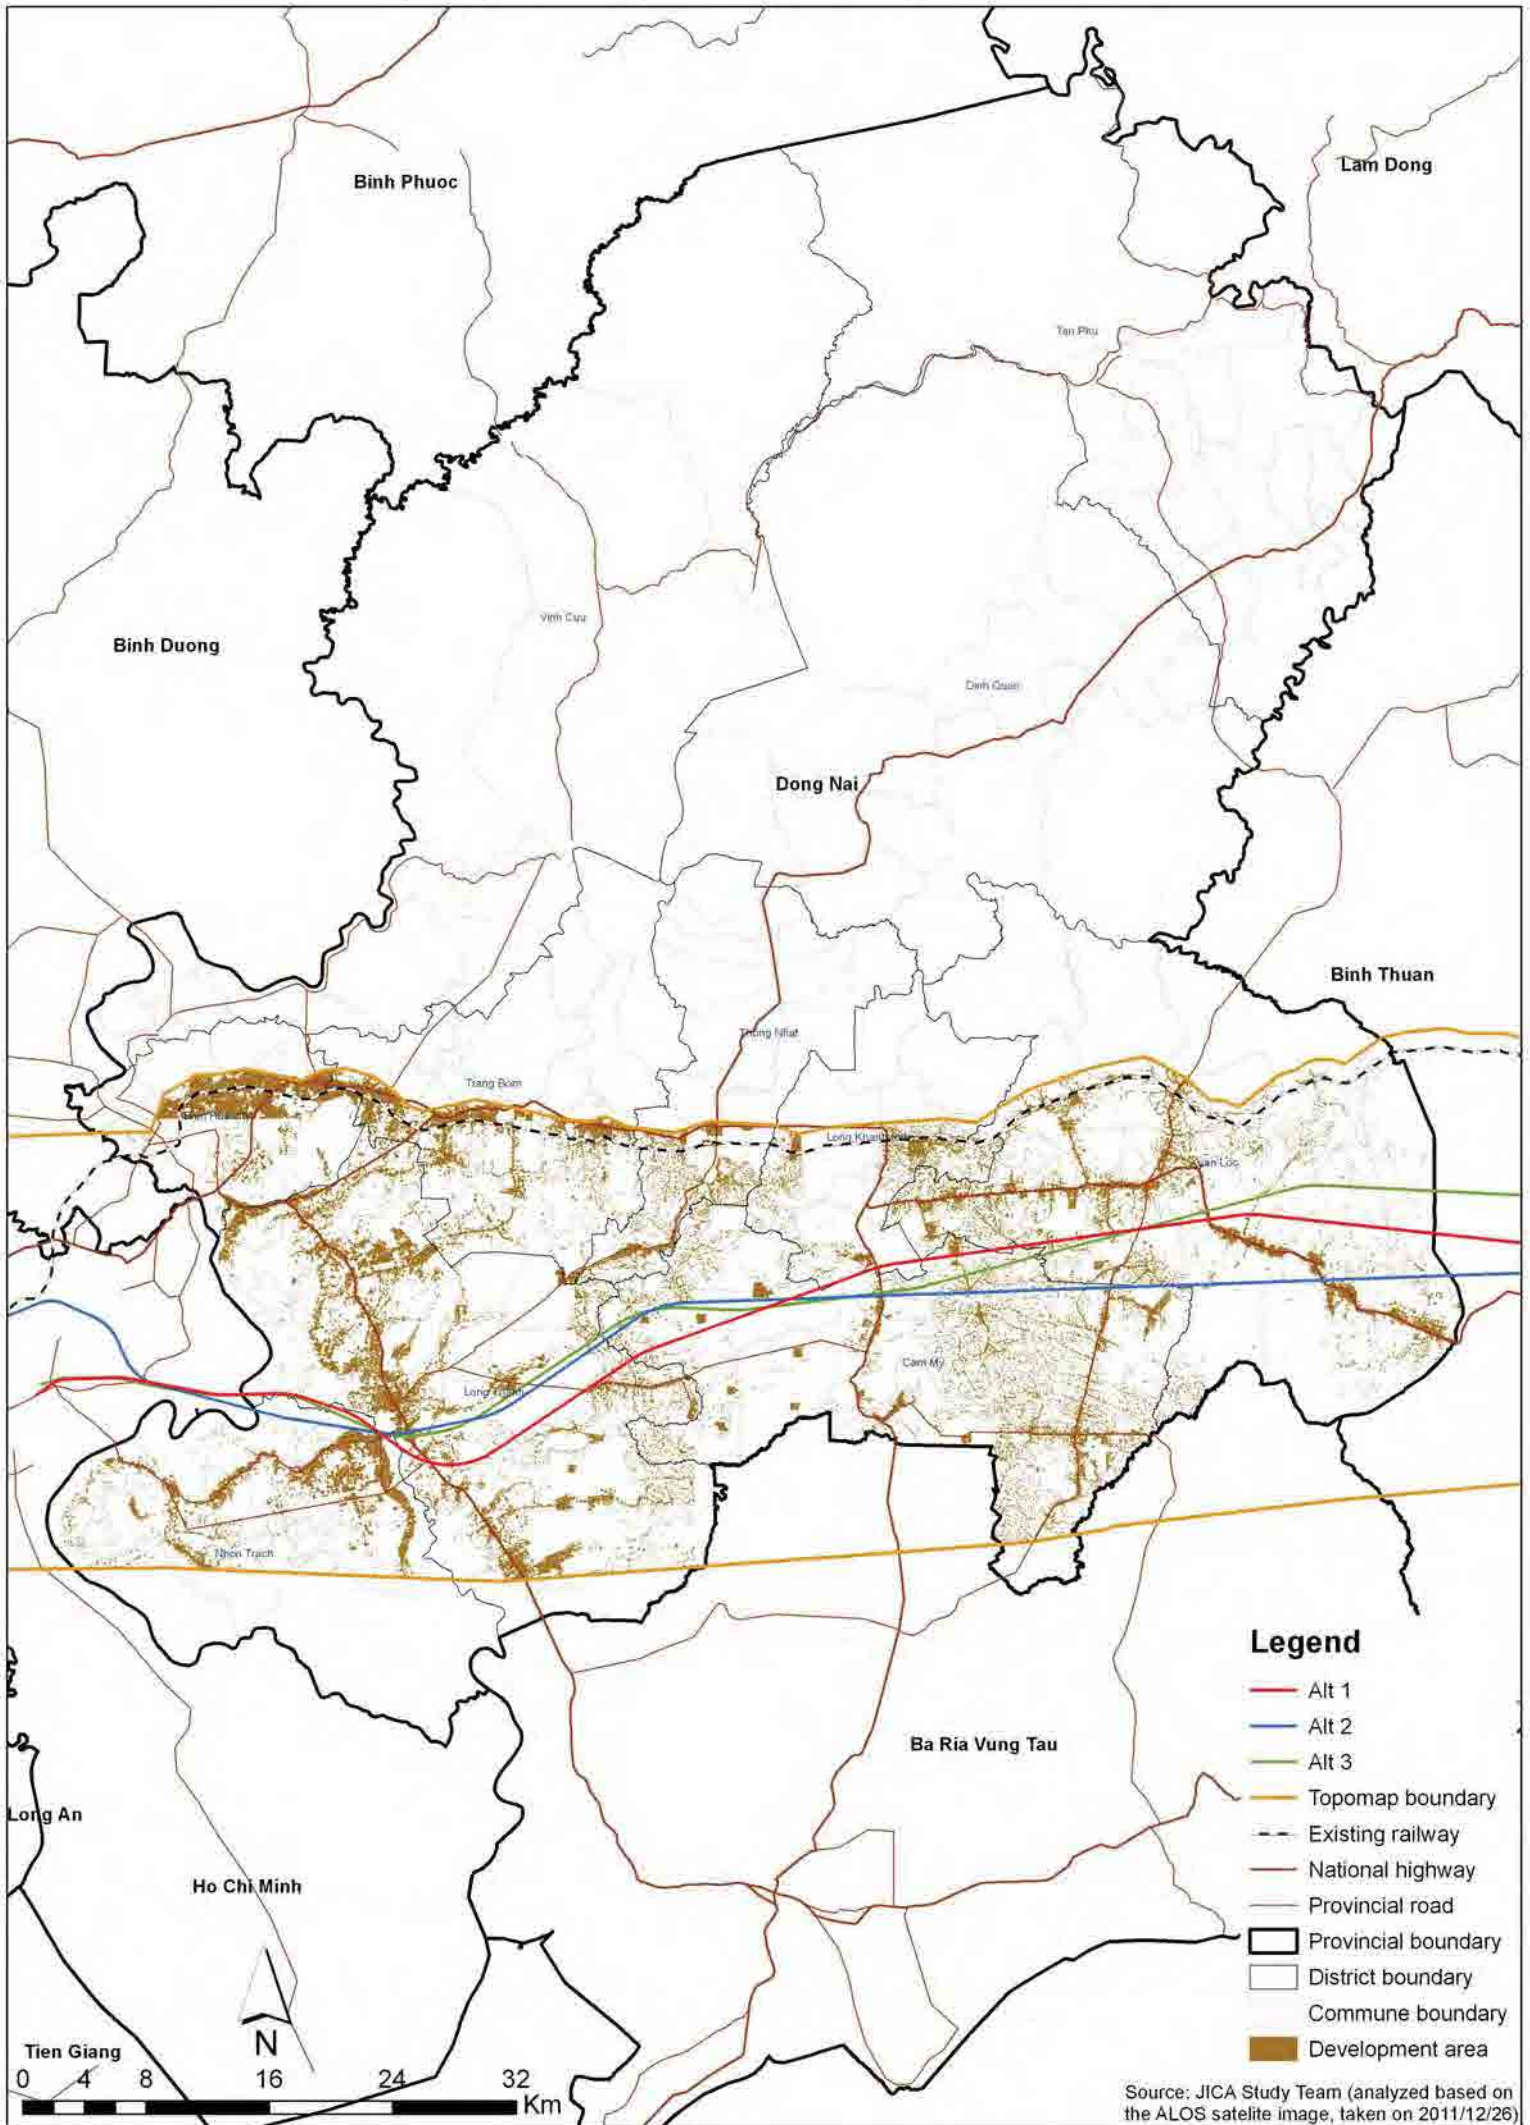 Binh Phuoc
Lam Dong
Tan Phu
Vinh Cuu
Binh Duong
Dinh Quan
Dong Nai
Binh Thuan
Thong Nhat
Trang Bom
Long Khanh
Xuan Loc
Cam My
Long Thanh
Nhon Trach
Legend
Alt 1
Alt 2
Alt 3
Topomap boundary
Existing railway
National highway
Provincial road
Provincial boundary
District boundary
Commune boundary
Development area
Ba Ria Vung Tau
Long An
Ho Chi Minh
N
Tien Giang
0 4 8 16 24 32
Km
Source: JICA Study Team (analyzed based on
the ALOS satelite image, taken on 2011/12/26)